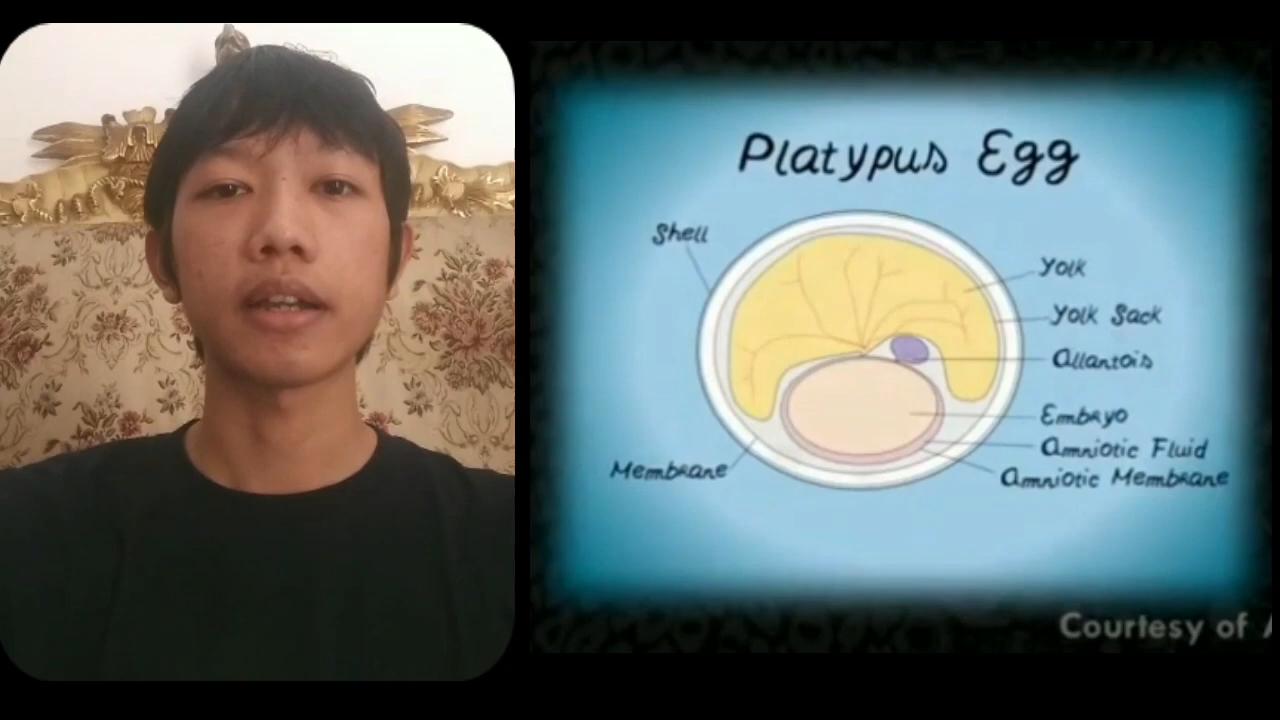 Platypus Egg
Shell
Yolk
Yolk Sack
Allantois
Embryo
Amniotic Fluid
Membrane
Amniotic Membrane
Courtesy of